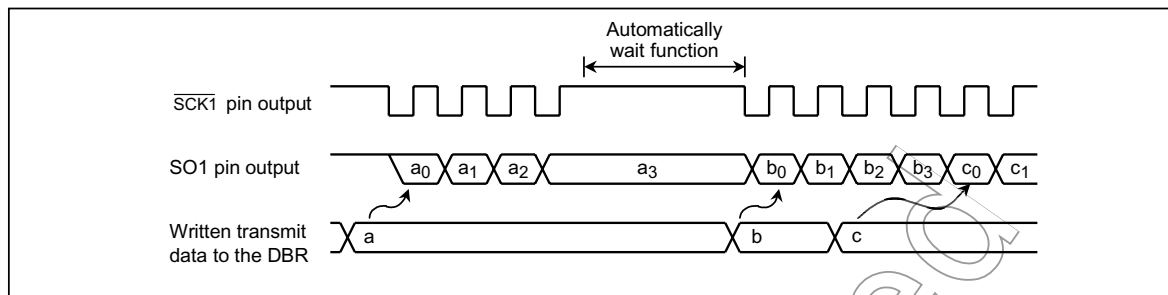 Automatically
wait function
SCK1 pin output
SO1 pin output
a0 a1 a2 a3 b0 b1 b2 b3 c0 c1
Written transmit
data to the DBR
a b c